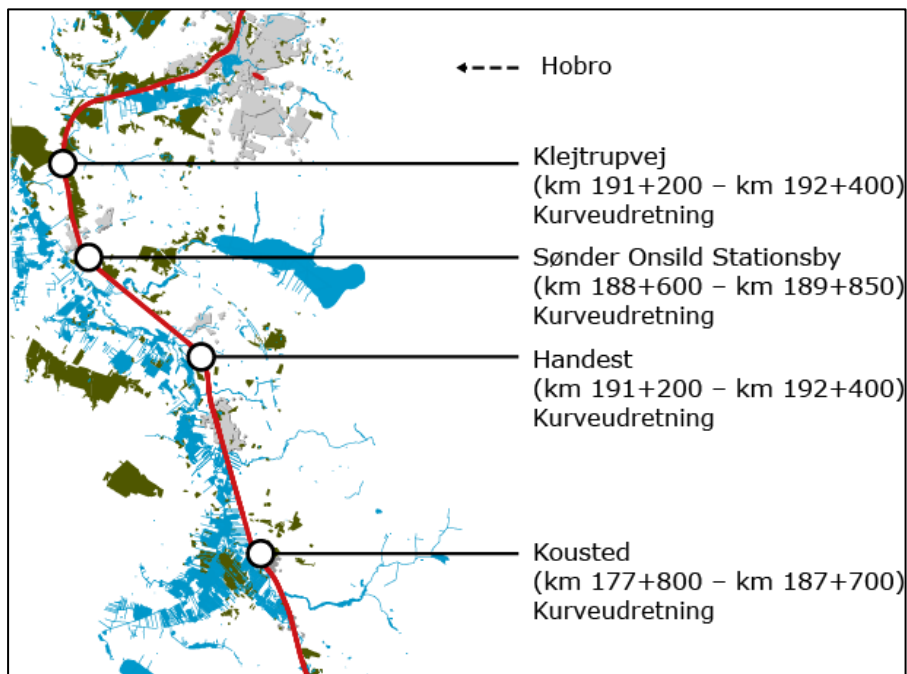 Hobro
Klejtrupvej
(km 191+200 – km 192+400)
Kurveudretning
Sønder Onsild Stationsby
(km 188+600 – km 189+850)
Kurveudretning
Handest
(km 191+200 – km 192+400)
Kurveudretning
Kousted
(km 177+800 – km 187+700)
Kurveudretning